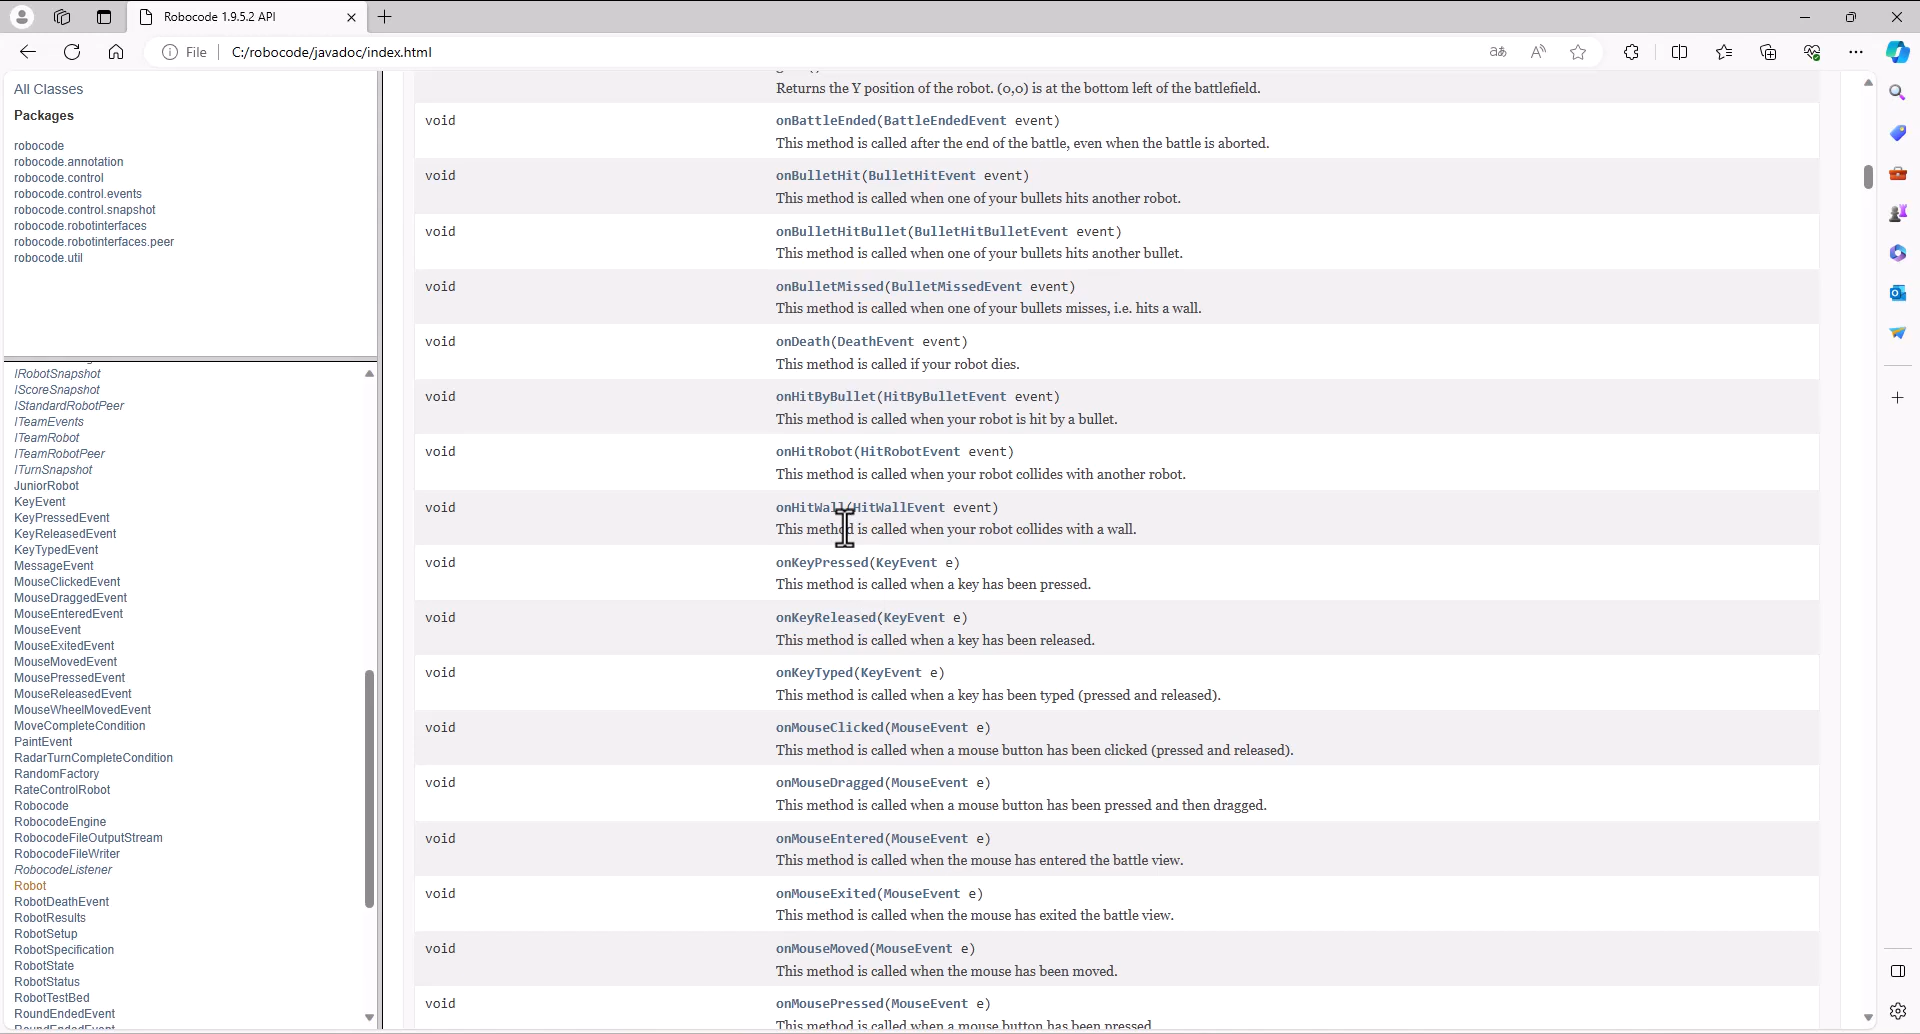 Robocode 1.9.5.2 API
File
C:/robocode/javadoc/index.html
All Classes
Packages
robocode
robocode.annotation
robocode.control
robocode.control.events
robocode.control.snapshot
robocode.robotinterfaces
robocode.robotinterfaces.peer
robocode.util
IRobotSnapshot
IScoreSnapshot
IStandardRobotPeer
ITeamEvents
ITeamRobot
ITeamRobotPeer
ITurnSnapshot
JuniorRobot
KeyEvent
KeyPressedEvent
KeyReleasedEvent
KeyTypedEvent
MessageEvent
MouseClickedEvent
MouseDraggedEvent
MouseEnteredEvent
MouseEvent
MouseExitedEvent
MouseMovedEvent
MousePressedEvent
MouseReleasedEvent
MouseWheelMovedEvent
MoveCompleteCondition
PaintEvent
RadarTurnCompleteCondition
RandomFactory
RateControlRobot
Robocode
RobocodeEngine
RobocodeFileOutputStream
RobocodeFileWriter
RobocodeListener
Robot
RobotDeathEvent
RobotResults
RobotSetup
RobotSpecification
RobotState
RobotStatus
RobotTestBed
RoundEndedEvent
Returns the Y position of the robot. (0,0) is at the bottom left of the battlefield.
void onBattleEnded(BattleEndedEvent event)
This method is called after the end of the battle, even when the battle is aborted.
void onBulletHit(BulletHitEvent event)
This method is called when one of your bullets hits another robot.
void onBulletHitBullet(BulletHitBulletEvent event)
This method is called when one of your bullets hits another bullet.
void onBulletMissed(BulletMissedEvent event)
This method is called when one of your bullets misses, i.e. hits a wall.
void onDeath(DeathEvent event)
This method is called if your robot dies.
void onHitByBullet(HitByBulletEvent event)
This method is called when your robot is hit by a bullet.
void onHitRobot(HitRobotEvent event)
This method is called when your robot collides with another robot.
void onHitWall(HitWallEvent event)
This method is called when your robot collides with a wall.
void onKeyPressed(KeyEvent e)
This method is called when a key has been pressed.
void onKeyReleased(KeyEvent e)
This method is called when a key has been released.
void onKeyTyped(KeyEvent e)
This method is called when a key has been typed (pressed and released).
void onMouseClicked(MouseEvent e)
This method is called when a mouse button has been clicked (pressed and released).
void onMouseDragged(MouseEvent e)
This method is called when a mouse button has been pressed and then dragged.
void onMouseEntered(MouseEvent e)
This method is called when the mouse has entered the battle view.
void onMouseExited(MouseEvent e)
This method is called when the mouse has exited the battle view.
void onMouseMoved(MouseEvent e)
This method is called when the mouse has been moved.
void onMousePressed(MouseEvent e)
This method is called when a mouse button has been pressed